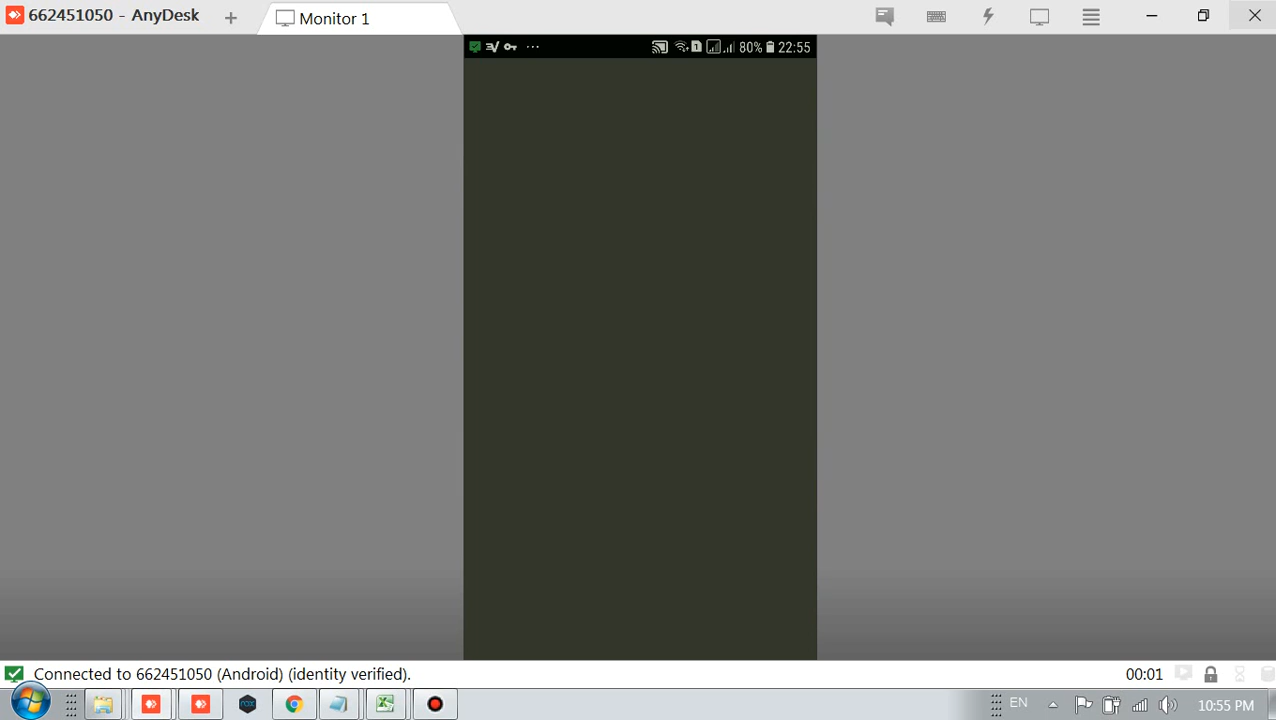 662451050 - AnyDesk
Monitor 1
80% 22:55
Connected to 662451050 (Android) (identity verified).
00:01
EN
10:55 PM